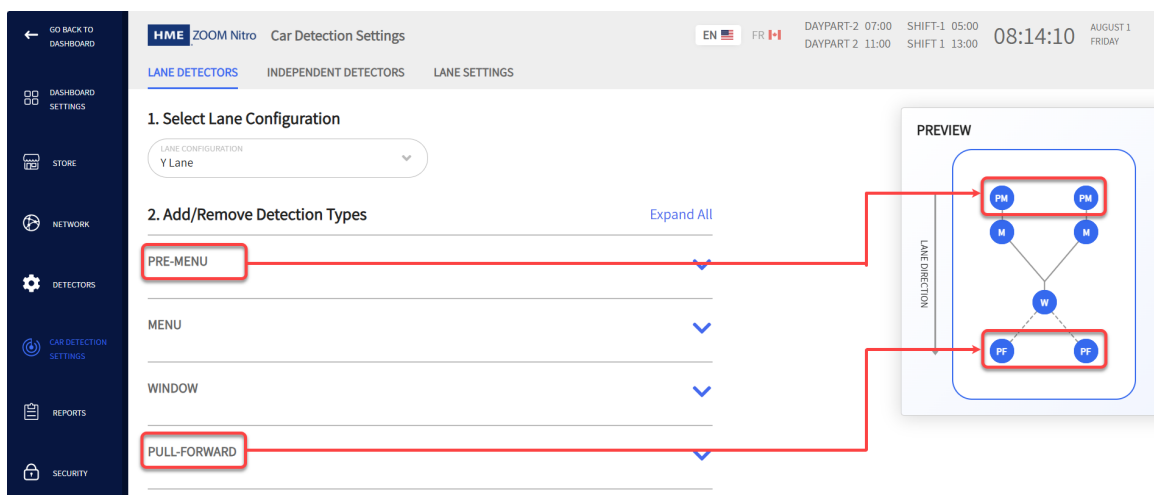 GO BACK TO
DASHBOARD
DASHBOARD
SETTINGS
STORE
NETWORK
DETECTORS
CAR DETECTION
SETTINGS
REPORTS
SECURITY
HME ZOOM Nitro Car Detection Settings
EN FR
DAYPART-2 07:00 SHIFT-1 05:00
DAYPART 2 11:00 SHIFT 1 13:00
08:14:10
AUGUST 1
FRIDAY
LANE DETECTORS INDEPENDENT DETECTORS LANE SETTINGS
1. Select Lane Configuration
LANE CONFIGURATION
Y Lane
2. Add/Remove Detection Types Expand All
PRE-MENU
MENU
WINDOW
PULL-FORWARD
PREVIEW
LANE DIRECTION
PM PM
M M
W
PF PF